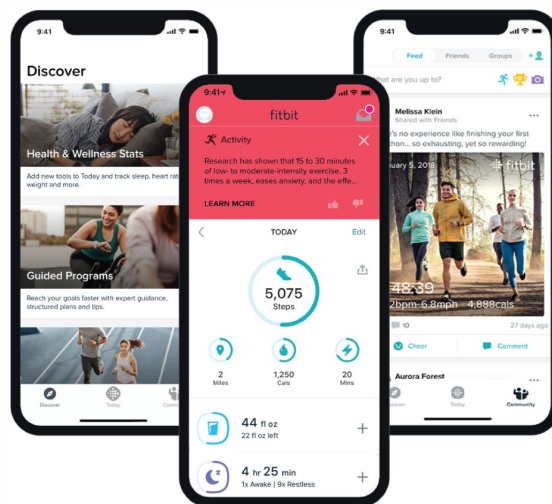 9:41
Discover
Health & Wellness Stats
Add new tools to Today and track sleep, heart rat
weight and more.
Guided Programs
Reach your goals faster with expert guidance,
structured plans and tips.
Discover
Today
Comm
9:41
fitbit
Activity
Research has shown that 15 to 30 minutes
of low- to moderate-intensity exercise, 3
times a week, eases anxiety, and the effe...
LEARN MORE
TODAY
Edit
5,075
Steps
2
Miles
1,250
Cals
20
Mins
44 fl oz
22 fl oz left
4 hr 25 min
1x Awake | 9x Restless
9:41
Feed
Friends
Groups
hat are you up to?
Melissa Klein
Shared with Friends
's no experience like finishing your first
thon... so exhausting, yet so rewarding!
uary 5, 2018
fitbit
48:39
2bpm 6.8mph 4,888cals
10
27 days ago
Cheer
Comment
Aurora Forest
iscover
Today
Community